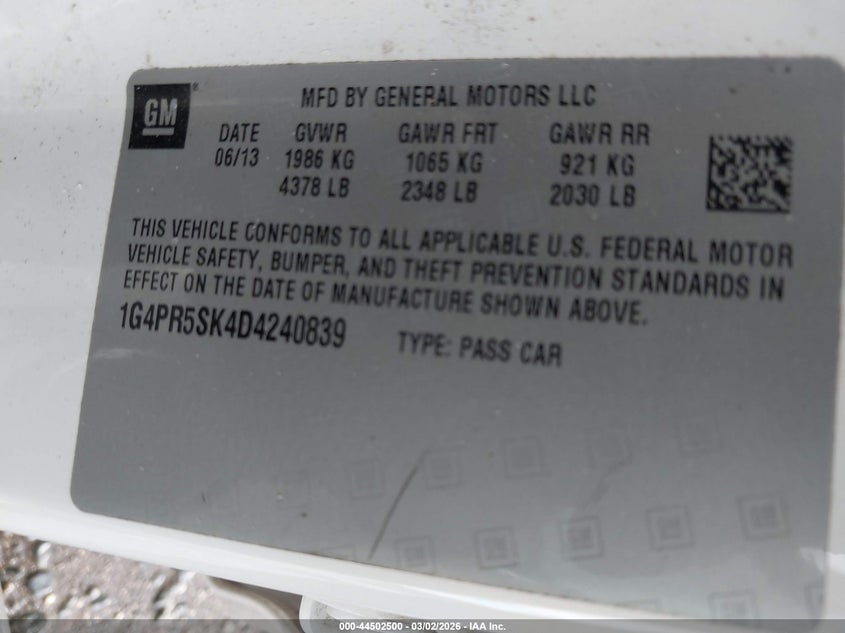 GM
MFD BY GENERAL MOTORS LLC
DATE GVWR GAWR FRT GAWR RR
06/13 1986 KG 1065 KG 921 KG
4378 LB 2348 LB 2030 LB
THIS VEHICLE CONFORMS TO ALL APPLICABLE U.S. FEDERAL MOTOR
VEHICLE SAFETY, BUMPER, AND THEFT PREVENTION STANDARDS IN
EFFECT ON THE DATE OF MANUFACTURE SHOWN ABOVE.
1G4PR5SK4D4240839 TYPE: PASS CAR
000-44502500 - 03/02/2026 - IAA Inc.